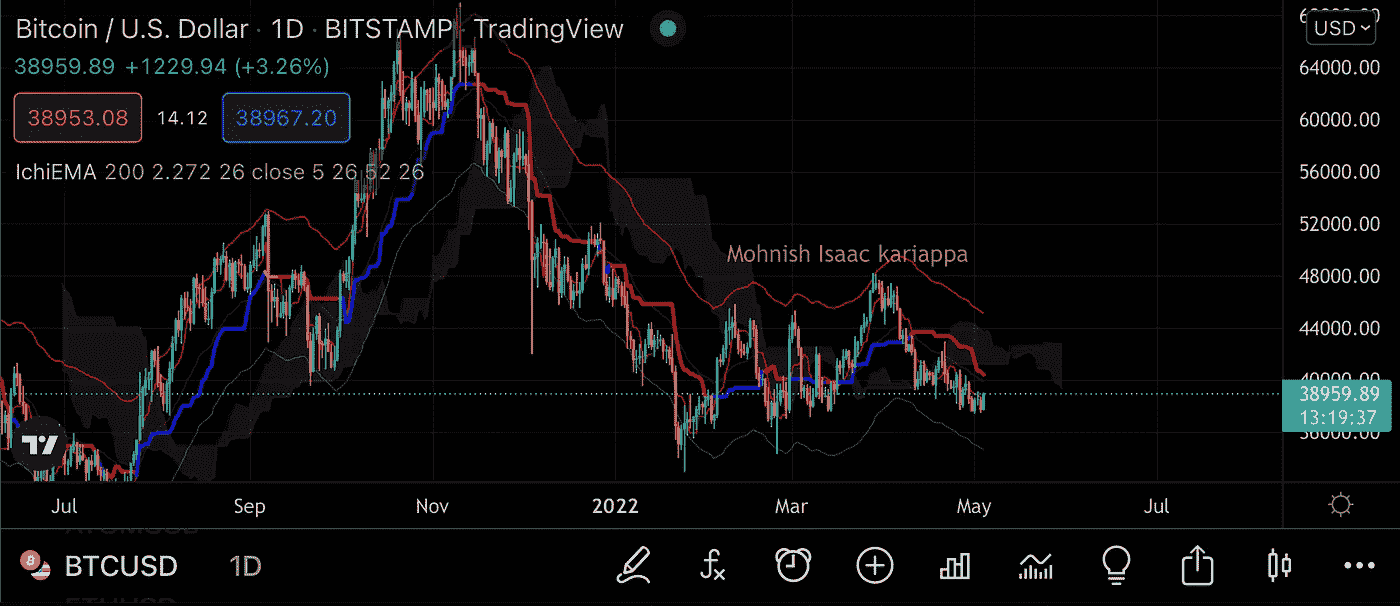 Bitcoin / U.S. Dollar · 1D · BITSTAMP · TradingView
USD
38959.89 +1229.94 (+3.26%)
64000.00
38953.08 14.12 38967.20
60000.00
IchiEMA 200 2.272 26 close 5 26 52 26
56000.00
52000.00
Mohnish Isaac kariappa
48000.00
44000.00
40000.00
38959.89
13:19:37
36000.00
Jul Sep Nov 2022 Mar May Jul
BTCUSD 1D